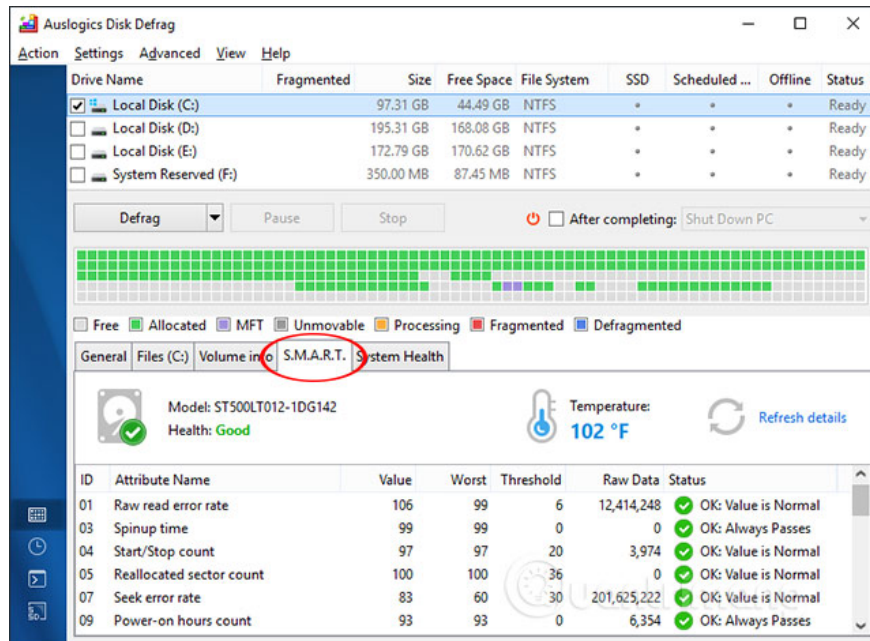 Auslogics Disk Defrag
Action Settings Advanced View Help
Drive Name Fragmented Size Free Space File System SSD Scheduled ... Offline Status
Local Disk (C:) 97.31 GB 44.49 GB NTFS Ready
Local Disk (D:) 195.31 GB 168.08 GB NTFS Ready
Local Disk (E:) 172.79 GB 170.62 GB NTFS Ready
System Reserved (F:) 350.00 MB 87.45 MB NTFS Ready
Defrag Pause Stop After completing: Shut Down PC
Free Allocated MFT Unmovable Processing Fragmented Defragmented
General Files (C:) Volume info S.M.A.R.T. System Health
Model: ST500LT012-1DG142
Health: Good
Temperature:
102 °F
Refresh details
ID Attribute Name Value Worst Threshold Raw Data Status
01 Raw read error rate 106 99 6 12,414,248 OK: Value is Normal
03 Spinup time 99 99 0 0 OK: Always Passes
04 Start/Stop count 97 97 20 3,974 OK: Value is Normal
05 Reallocated sector count 100 100 36 0 OK: Value is Normal
07 Seek error rate 83 60 30 201,625,222 OK: Value is Normal
09 Power-on hours count 93 93 0 6,354 OK: Always Passes